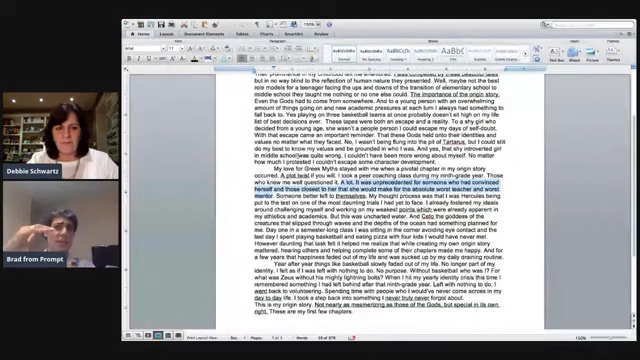 150%
Home Layout Document Elements Tables Charts SmartArt Review
Font Paragraph Styles Insert Themes
Arial
Text Box Shape Picture Themes
but in no way blind to the reflection of human nature they presented. Well, maybe not the best
role models for a teenager facing the ups and downs of the transition of elementary school to
middle school they taught me nothing or no one else could. The importance of the origin story.
Even the Gods had to come from somewhere. And to a young person with an overwhelming
amount of things going on and new academic pressures at each turn I always had something to
fall back to. Yes playing on three basketball teams at once probably doesn't sit high on my life
list of best decisions ever. These tapes were both an escape and a reality. To a shy girl who
decided from a young age, she wasn't a people person I could escape my days of self-doubt.
With that escape came an important reminder. That these Gods held onto their identities and
values no matter what they faced. No, I wasn't being flung into the pit of Tartarus, but I could still
do my best to know my values and be grounded in who I was. And yes, that shy introverted girl
in middle school was quite wrong. I couldn't have been more wrong about myself. No matter
how much I protested I couldn't escape some character development.
My love for Greek Myths stayed with me when a pivotal chapter in my origin story
occurred. A plot twist if you will. I took a peer coaching class during my ninth-grade year. Those
who knew me well questioned it. A lot. It was unprecedented for someone who had convinced
herself and those closest to her that she would make for the absolute worst teacher and worst
mentor. Someone better left to themselves. My thought process was that I was Hercules being
put to the test on one of the most daunting trials I had yet to face. I already fostered my ideas
around challenging myself and working on my weakest points which were already apparent in
my athletics and academics. But this was uncharted water. And Ceto the goddess of the
creatures that slipped through waves and the depths of the ocean had something planned for
me. Day one in a semester-long class I was sitting in the corner avoiding eye contact and the
last day I spent playing basketball and eating pizza with four kids I would have never met!
However daunting that task felt it helped me realize that while creating my own origin story
mattered, hearing others and helping complete some of their chapters made me happy. And for
a few years that happiness faded out of my life and was sucked up by my daily draining routine.
Year after year things like basketball slowly faded out of my life. No longer part of my
identity. I felt as if I was left with nothing to do. No purpose. Without basketball who was I? For
what was Zeus without his mighty lightning bolts? When I hit my yearly identity crisis this time I
remembered something I had left behind after that ninth-grade year. Left with nothing to do, I
went back to volunteering. Spending time with people who I would've never come across in my
day to day life. I took a step back into something I never truly never forgot about.
This is my origin story. Not nearly as mesmerizing as those of the Gods, but special in its own
right. These are my first few chapters.
Debbie Schwartz
Brad from Prompt
Print Layout View